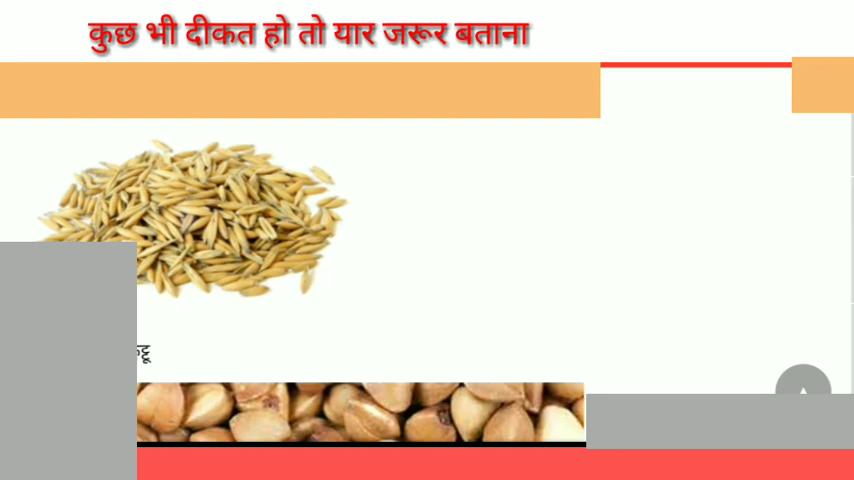 कुछ भी दीकत हो तो यार जरूर बताना